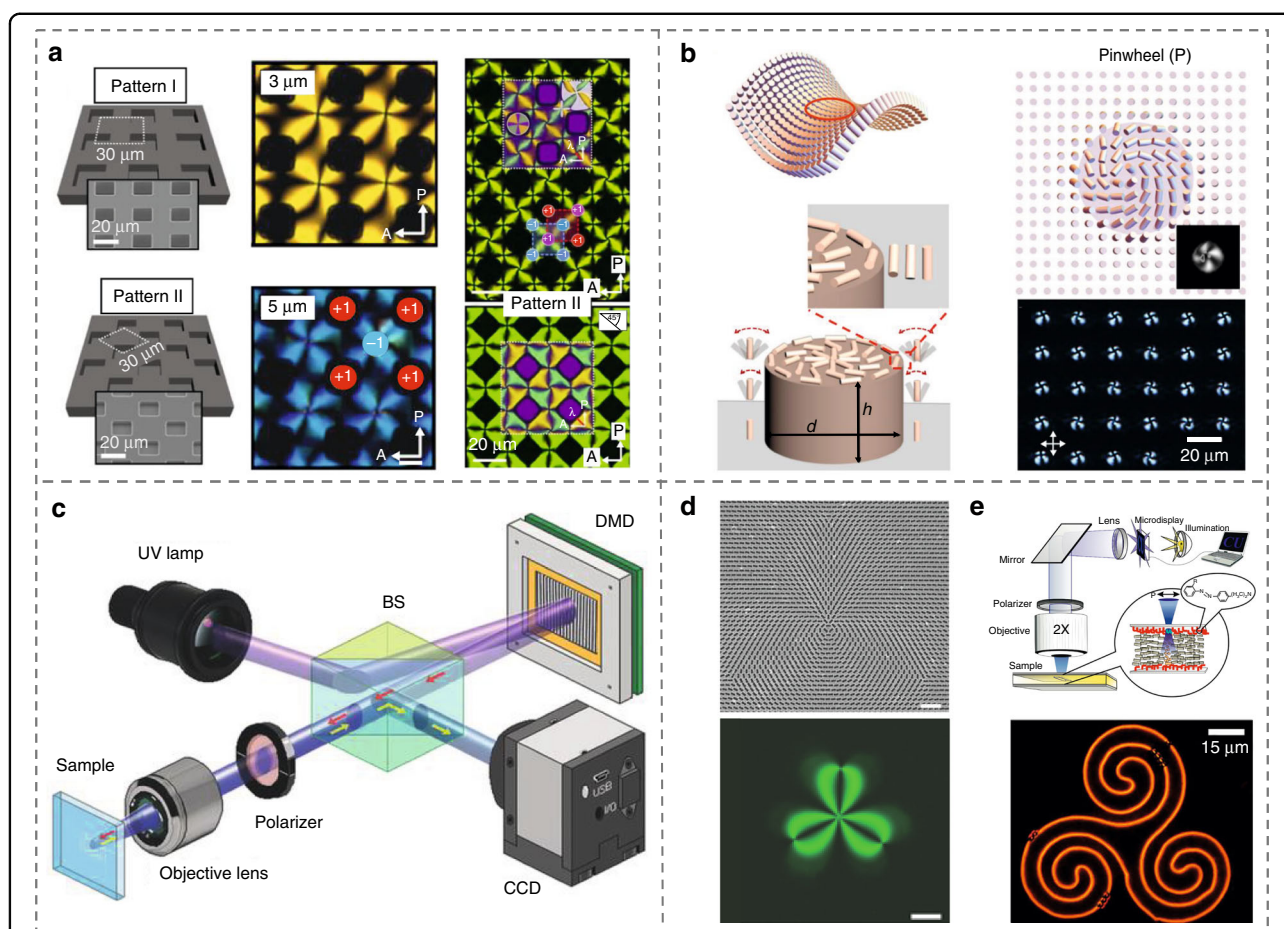 a
Pattern I
30 μm
20 μm
3 μm
P
A
λ
P
A
+1
+1
−1
−1
+1
+1
−1
−1
P
A
Pattern II
30 μm
20 μm
5 μm
+1
+1
−1
+1
+1
P
A
Pattern II
45°
λ
P
A
20 μm
P
A
b
Pinwheel (P)
h
d
20 μm
c
UV lamp
DMD
BS
Sample
Polarizer
Objective lens
USB
I/O
CCD
d
e
Lens
Microdisplay
Illumination
CU
Mirror
Polarizer
Objective
2X
Sample
P
R
15 μm